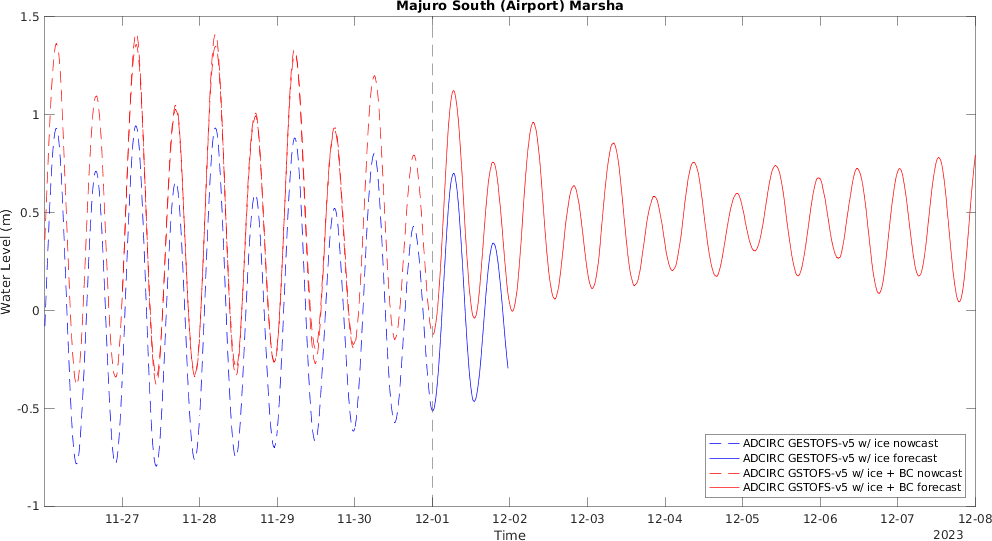 Majuro South (Airport) Marsha
Water Level (m)
1.5
1
0.5
0
-0.5
-1
11-27 11-28 11-29 11-30 12-01 12-02 12-03 12-04 12-05 12-06 12-07 12-08
Time
2023
ADCIRC GESTOFS-v5 w/ ice nowcast
ADCIRC GESTOFS-v5 w/ ice forecast
ADCIRC GSTOFS-v5 w/ ice + BC nowcast
ADCIRC GSTOFS-v5 w/ ice + BC forecast